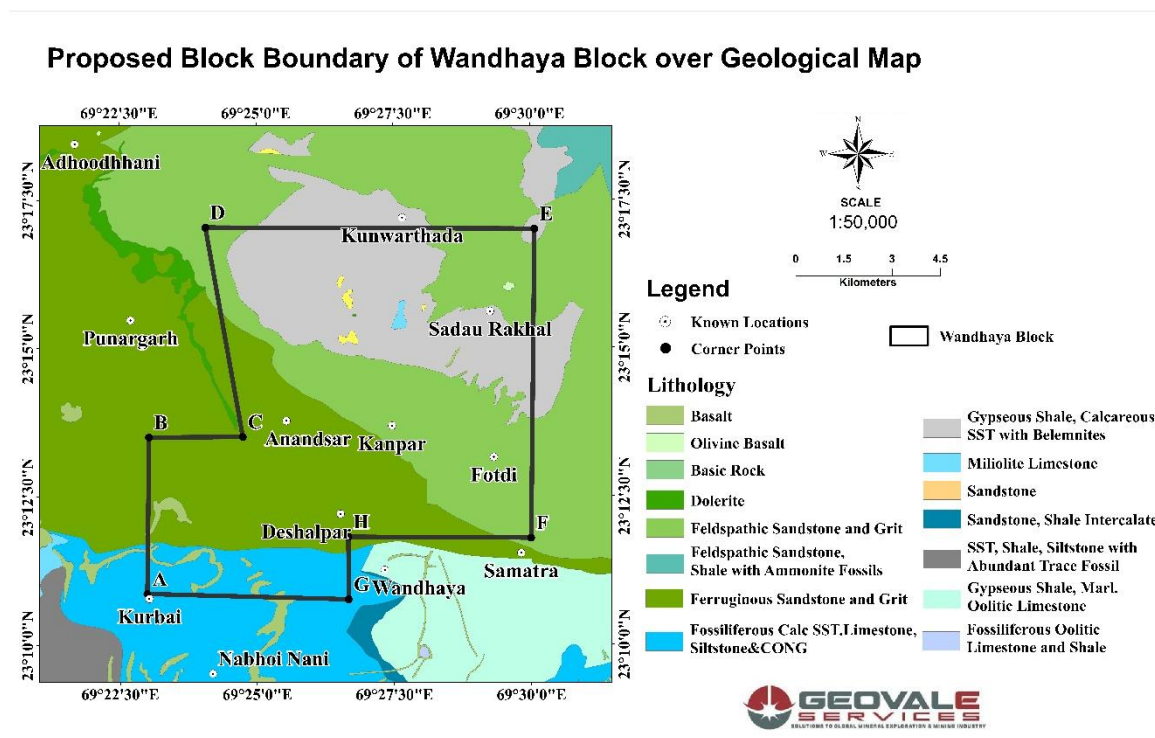 Proposed Block Boundary of Wandhaya Block over Geological Map
69°22'30"E 69°25'0"E 69°27'30"E 69°30'0"E
23°17'30"N
23°15'0"N
23°12'30"N
23°10'0"N
Adhoodhhani
D
E
Kunwarthada
Punargarh
Sadau Rakhal
B
C
Anandsar
Kanpar
Fotdi
Deshalpar
H
F
Samatra
A
Kurbai
G
Wandhaya
Nabhoi Nani
23°17'30"N
23°15'0"N
23°12'30"N
23°10'0"N
69°22'30"E 69°25'0"E 69°27'30"E 69°30'0"E
N
W
E
S
SCALE
1:50,000
0 1.5 3 4.5
Kilometers
Legend
Known Locations
Corner Points
Wandhaya Block
Lithology
Basalt
Olivine Basalt
Basic Rock
Dolerite
Feldspathic Sandstone and Grit
Feldspathic Sandstone,
Shale with Ammonite Fossils
Ferruginous Sandstone and Grit
Fossiliferous Calc SST,Limestone,
Siltstone&CONG
Gypseous Shale, Calcareous
SST with Belemnites
Miliolite Limestone
Sandstone
Sandstone, Shale Intercalate
SST, Shale, Siltstone with
Abundant Trace Fossil
Gypseous Shale, Marl.
Oolitic Limestone
Fossiliferous Oolitic
Limestone and Shale
GEOVALE
SERVICES
SOLUTIONS TO GLOBAL MINERAL EXPLORATION & MINING INDUSTRY